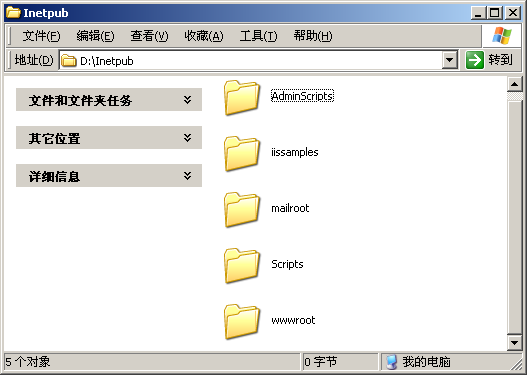 Inetpub
文件(F) 编辑(E) 查看(V) 收藏(A) 工具(T) 帮助(H)
地址(D) D:\Inetpub 转到
文件和文件夹任务
其它位置
详细信息
AdminScripts
iissamples
mailroot
Scripts
wwwroot
5 个对象 0 字节 我的电脑